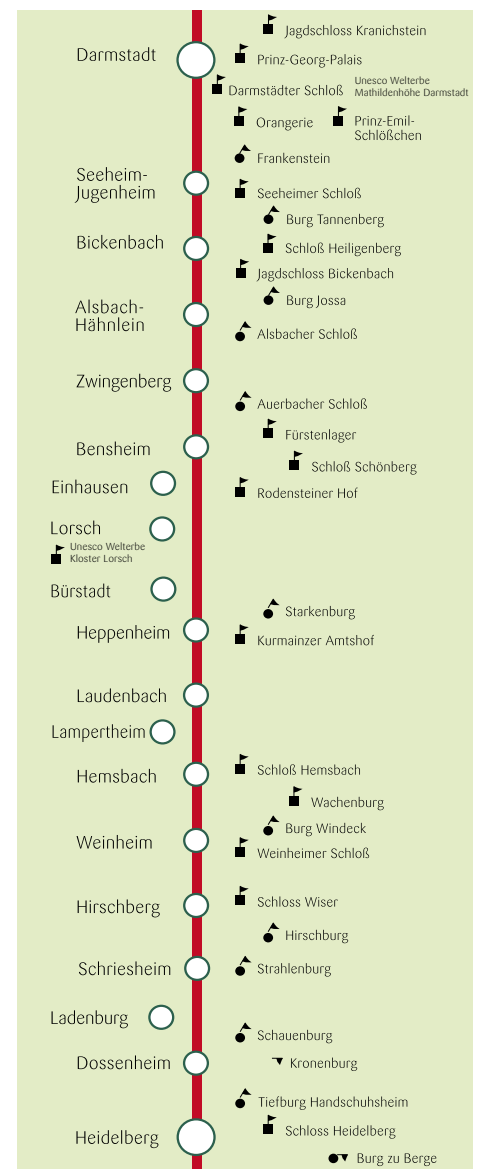 Jagdschloss Kranichstein
Darmstadt
Prinz-Georg-Palais
Darmstädter Schloß
Unesco Welterbe
Mathildenhöhe Darmstadt
Orangerie
Prinz-Emil-
Schlößchen
Frankenstein
Seeheim-
Jugenheim
Seeheimer Schloß
Burg Tannenberg
Bickenbach
Schloß Heiligenberg
Jagdschloss Bickenbach
Burg Jossa
Alsbach-
Hähnlein
Alsbacher Schloß
Zwingenberg
Auerbacher Schloß
Fürstenlager
Bensheim
Schloß Schönberg
Einhausen
Rodensteiner Hof
Lorsch
Unesco Welterbe
Kloster Lorsch
Bürstadt
Starkenburg
Heppenheim
Kurmainzer Amtshof
Laudenbach
Lampertheim
Hemsbach
Schloß Hemsbach
Wachenburg
Burg Windeck
Weinheim
Weinheimer Schloß
Hirschberg
Schloss Wiser
Hirschburg
Schriesheim
Strahlenburg
Ladenburg
Schauenburg
Dossenheim
Kronenburg
Tiefburg Handschuhsheim
Heidelberg
Schloss Heidelberg
Burg zu Berge